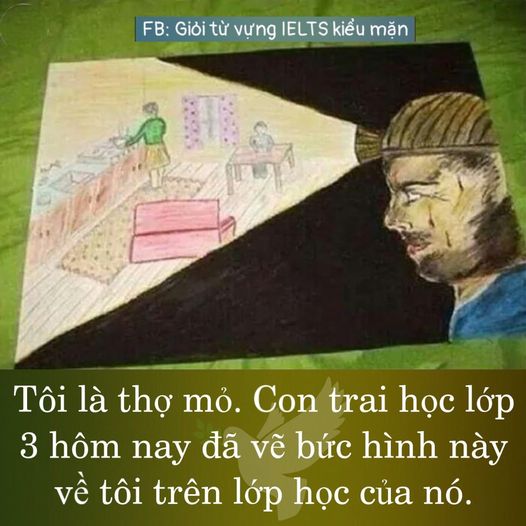 FB: Giỏi từ vựng IELTS kiểu mặn
Tôi là thợ mỏ. Con trai học lớp
3 hôm nay đã vẽ bức hình này
về tôi trên lớp học của nó.